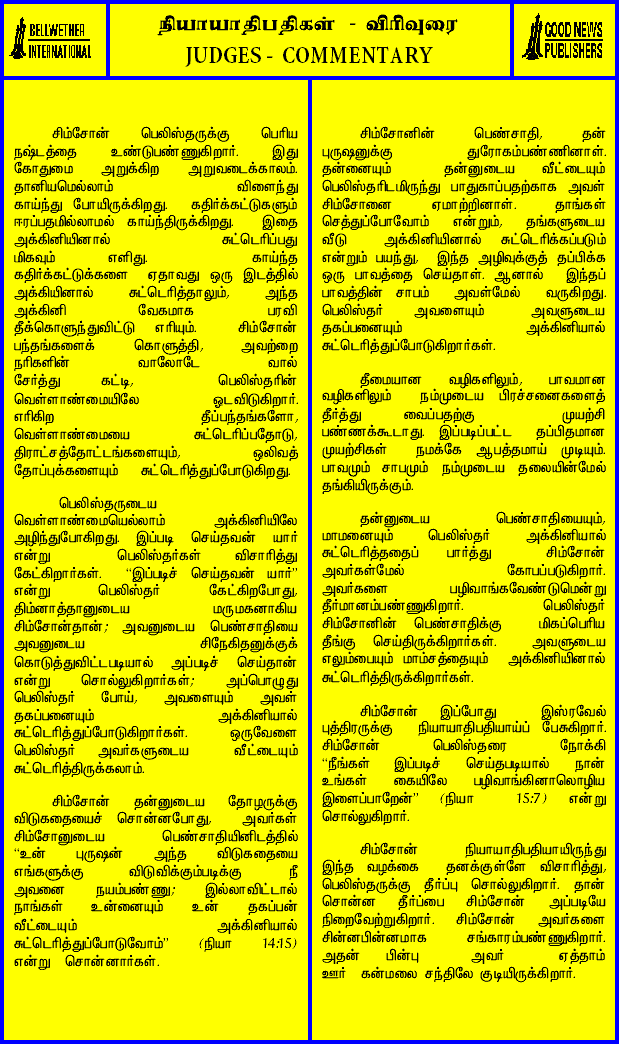 BELLWETHER
INTERNATIONAL
நியாயாதிபதிகள் - விரிவுரை
JUDGES - COMMENTARY
GOOD NEWS
PUBLISHERS
சிம்சோன் பெலிஸ்தருக்கு பெரிய
நஷ்டத்தை உண்டுபண்ணுகிறார். இது
கோதுமை அறுக்கிற அறுவடைக்காலம்.
தானியமெல்லாம் விளைந்து
காய்ந்து போயிருக்கிறது. கதிர்க்கட்டுகளும்
ஈரப்பதமில்லாமல் காய்ந்திருக்கிறது. இதை
அக்கினியினால் சுட்டெரிப்பது
மிகவும் எளிது. காய்ந்த
கதிர்க்கட்டுக்களை ஏதாவது ஒரு இடத்தில்
அக்கியினால் சுட்டெரித்தாலும், அந்த
அக்கினி வேகமாக பரவி
தீக்கொளுந்துவிட்டு எரியும். சிம்சோன்
பந்தங்களைக் கொளுத்தி, அவற்றை
நரிகளின் வாலோடே வால்
சேர்த்து கட்டி, பெலிஸ்தரின்
வெள்ளாண்மையிலே ஓடவிடுகிறார்.
எரிகிற தீப்பந்தங்களோ,
வெள்ளாண்மையை சுட்டெரிப்பதோடு,
திராட்சத்தோட்டங்களையும், ஒலிவத்
தோப்புக்களையும் சுட்டெரித்துப்போடுகிறது.
பெலிஸ்தருடைய
வெள்ளாண்மையெல்லாம் அக்கினியிலே
அழிந்துபோகிறது. இப்படி செய்தவன் யார்
என்று பெலிஸ்தர்கள் விசாரித்து
கேட்கிறார்கள். “இப்படிச் செய்தவன் யார்”
என்று பெலிஸ்தர் கேட்கிறபோது,
திம்னாத்தானுடைய மருமகனாகிய
சிம்சோன்தான்; அவனுடைய பெண்சாதியை
அவனுடைய சிநேகிதனுக்குக்
கொடுத்துவிட்டபடியால் அப்படிச் செய்தான்
என்று சொல்லுகிறார்கள்; அப்பொழுது
பெலிஸ்தர் போய், அவளையும் அவள்
தகப்பனையும் அக்கினியால்
சுட்டெரித்துப்போடுகிறார்கள். ஒருவேளை
பெலிஸ்தர் அவர்களுடைய வீட்டையும்
சுட்டெரித்திருக்கலாம்.
சிம்சோன் தன்னுடைய தோழருக்கு
விடுகதையைச் சொன்னபோது, அவர்கள்
சிம்சோனுடைய பெண்சாதியினிடத்தில்
“உன் புருஷன் அந்த விடுகதையை
எங்களுக்கு விடுவிக்கும்படிக்கு நீ
அவனை நயம்பண்ணு; இல்லாவிட்டால்
நாங்கள் உன்னையும் உன் தகப்பன்
வீட்டையும் அக்கினியால்
சுட்டெரித்துப்போடுவோம்” (நியா 14:15)
என்று சொன்னார்கள்.
சிம்சோனின் பெண்சாதி, தன்
புருஷனுக்கு துரோகம்பண்ணினாள்.
தன்னையும் தன்னுடைய வீட்டையும்
பெலிஸ்தரிடமிருந்து பாதுகாப்பதற்காக அவள்
சிம்சோனை ஏமாற்றினாள். தாங்கள்
செத்துப்போவோம் என்றும், தங்களுடைய
வீடு அக்கினியினால் சுட்டெரிக்கப்படும்
என்றும் பயந்து, இந்த அழிவுக்குத் தப்பிக்க
ஒரு பாவத்தை செய்தாள். ஆனால் இந்தப்
பாவத்தின் சாபம் அவள்மேல் வருகிறது.
பெலிஸ்தர் அவளையும் அவளுடைய
தகப்பனையும் அக்கினியால்
சுட்டெரித்துப்போடுகிறார்கள்.
தீமையான வழிகளிலும், பாவமான
வழிகளிலும் நம்முடைய பிரச்சனைகளைத்
தீர்த்து வைப்பதற்கு முயற்சி
பண்ணக்கூடாது. இப்படிப்பட்ட தப்பிதமான
முயற்சிகள் நமக்கே ஆபத்தமாய் முடியும்.
பாவமும் சாபமும் நம்முடைய தலையின்மேல்
தங்கியிருக்கும்.
தன்னுடைய பெண்சாதியையும்,
மாமனையும் பெலிஸ்தர் அக்கினியால்
சுட்டெரித்ததைப் பார்த்து சிம்சோன்
அவர்கள்மேல் கோபப்படுகிறார்.
அவர்களை பழிவாங்கவேண்டுமென்று
தீர்மானம்பண்ணுகிறார். பெலிஸ்தர்
சிம்சோனின் பெண்சாதிக்கு மிகப்பெரிய
தீங்கு செய்திருக்கிறார்கள். அவளுடைய
எலும்பையும் மாம்சத்தையும் அக்கினியினால்
சுட்டெரித்திருக்கிறார்கள்.
சிம்சோன் இப்போது இஸ்ரவேல்
புத்திரருக்கு நியாயாதிபதியாய்ப் பேசுகிறார்.
சிம்சோன் பெலிஸ்தரை நோக்கி
“நீங்கள் இப்படிச் செய்தபடியால் நான்
உங்கள் கையிலே பழிவாங்கினாலொழிய
இளைப்பாறேன்” (நியா 15:7) என்று
சொல்லுகிறார்.
சிம்சோன் நியாயாதிபதியாயிருந்து
இந்த வழக்கை தனக்குள்ளே விசாரித்து,
பெலிஸ்தருக்கு தீர்ப்பு சொல்லுகிறார். தான்
சொன்ன தீர்ப்பை சிம்சோன் அப்படியே
நிறைவேற்றுகிறார். சிம்சோன் அவர்களை
சின்னபின்னமாக சங்காரம்பண்ணுகிறார்.
அதன் பின்பு அவர் ஏத்தாம்
ஊர் கன்மலை சந்திலே குடியிருக்கிறார்.